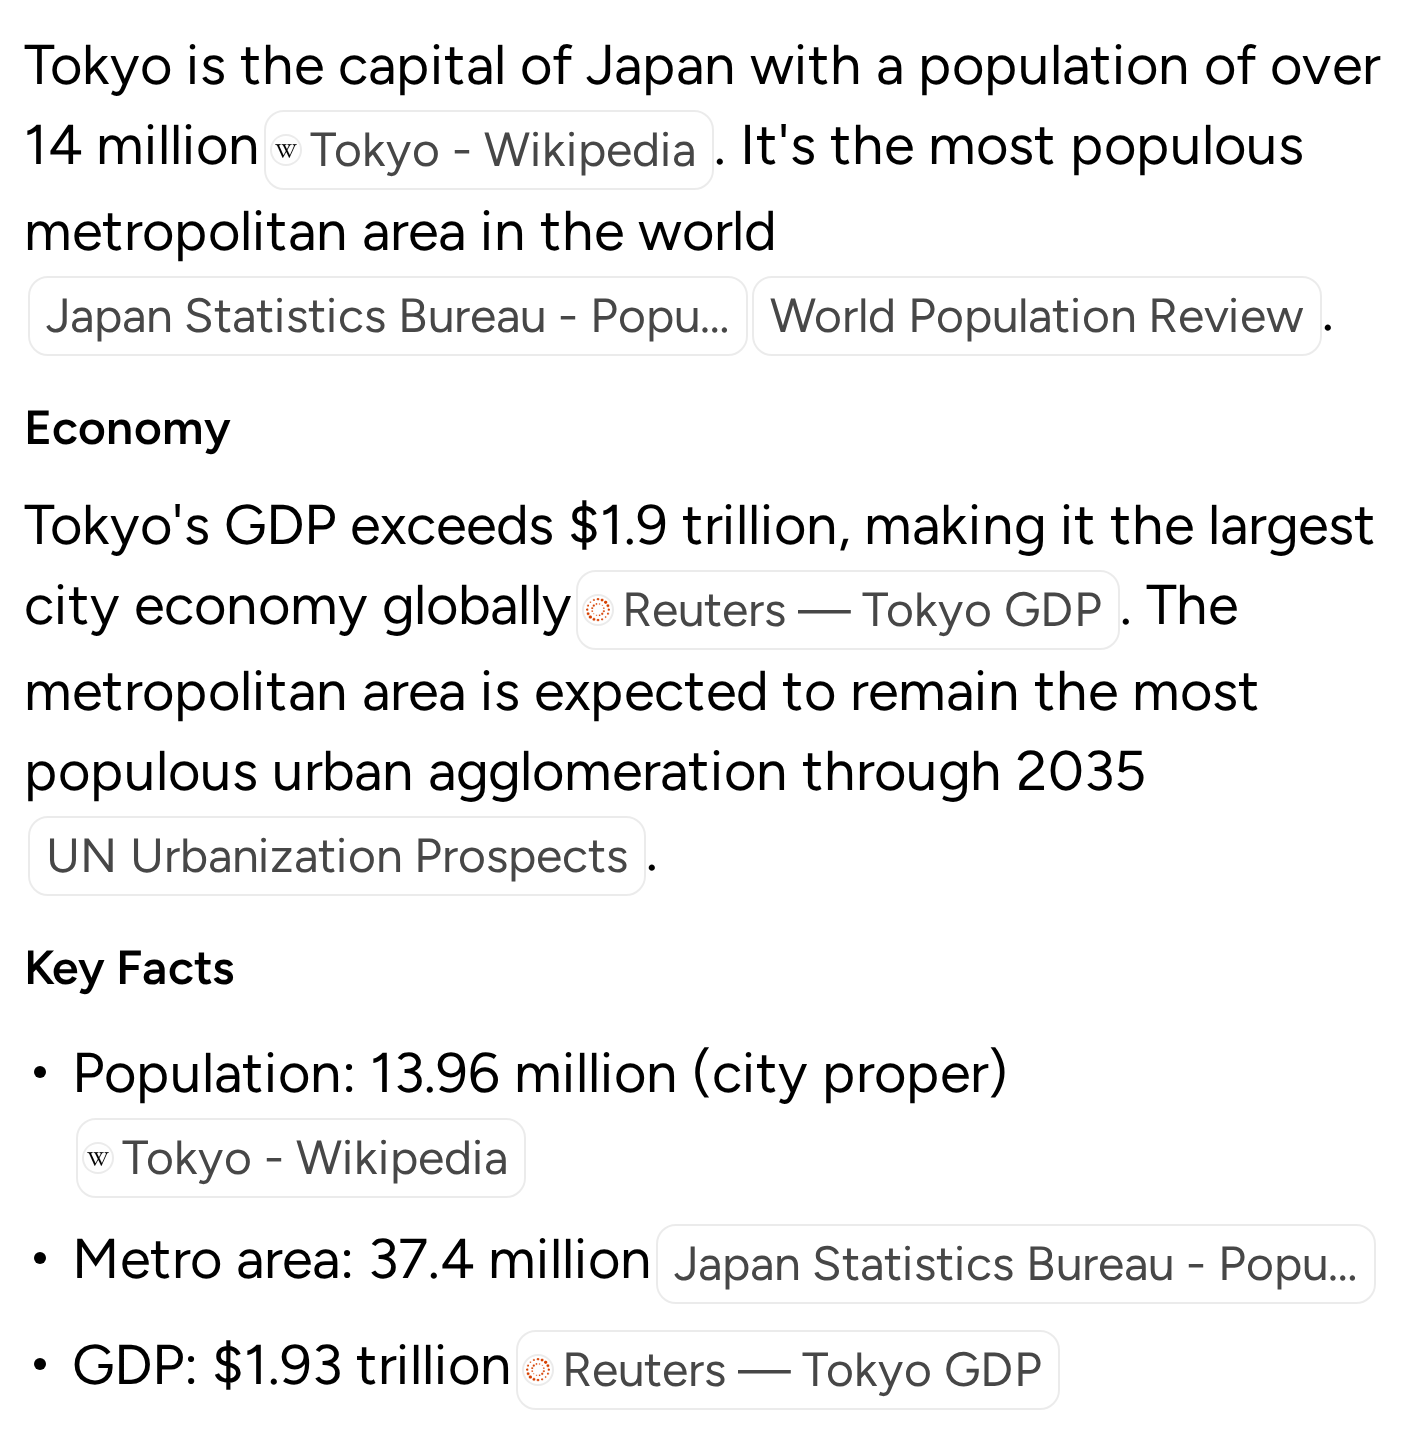 Tokyo is the capital of Japan with a population of over
14 million W Tokyo - Wikipedia . It's the most populous
metropolitan area in the world
Japan Statistics Bureau - Popu... World Population Review .
Economy
Tokyo's GDP exceeds $1.9 trillion, making it the largest
city economy globally Reuters — Tokyo GDP . The
metropolitan area is expected to remain the most
populous urban agglomeration through 2035
UN Urbanization Prospects .
Key Facts
• Population: 13.96 million (city proper)
W Tokyo - Wikipedia
• Metro area: 37.4 million Japan Statistics Bureau - Popu...
• GDP: $1.93 trillion Reuters — Tokyo GDP